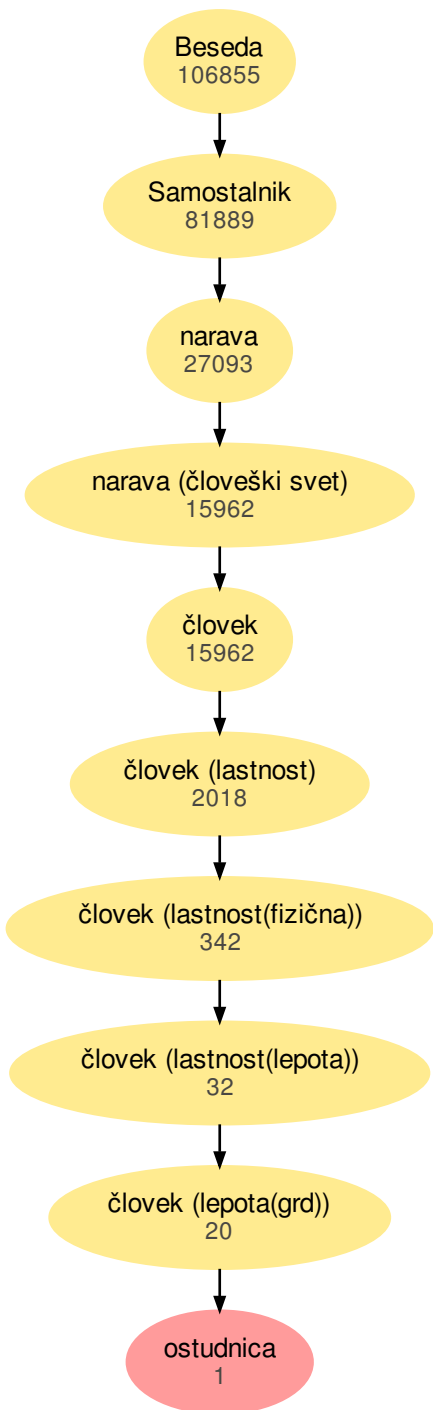 Beseda
106855
Samostalnik
81889
narava
27093
narava (človeški svet)
15962
človek
15962
človek (lastnost)
2018
človek (lastnost(fizična))
342
človek (lastnost(lepota))
32
človek (lepota(grd))
20
ostudnica
1